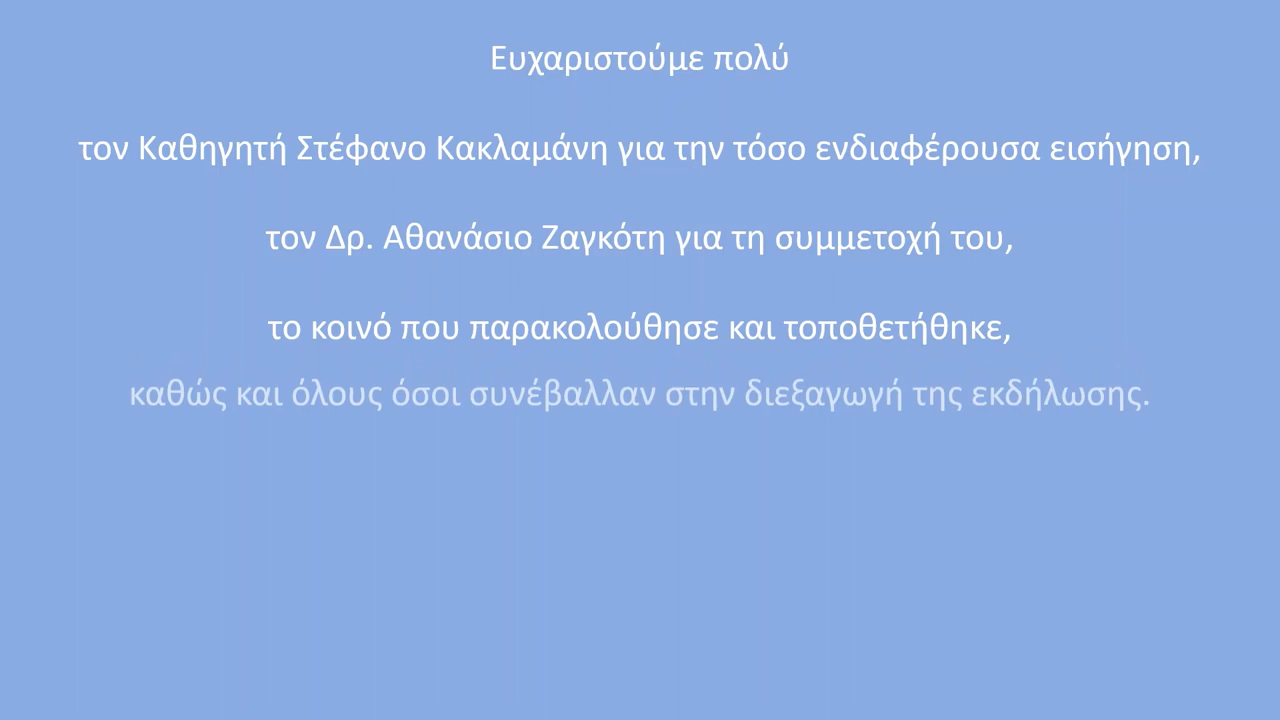 Ευχαριστούμε πολύ
τον Καθηγητή Στέφανο Κακλαμάνη για την τόσο ενδιαφέρουσα εισήγηση,
τον Δρ. Αθανάσιο Ζαγκότη για τη συμμετοχή του,
το κοινό που παρακολούθησε και τοποθετήθηκε,
καθώς και όλους όσοι συνέβαλλαν στην διεξαγωγή της εκδήλωσης.